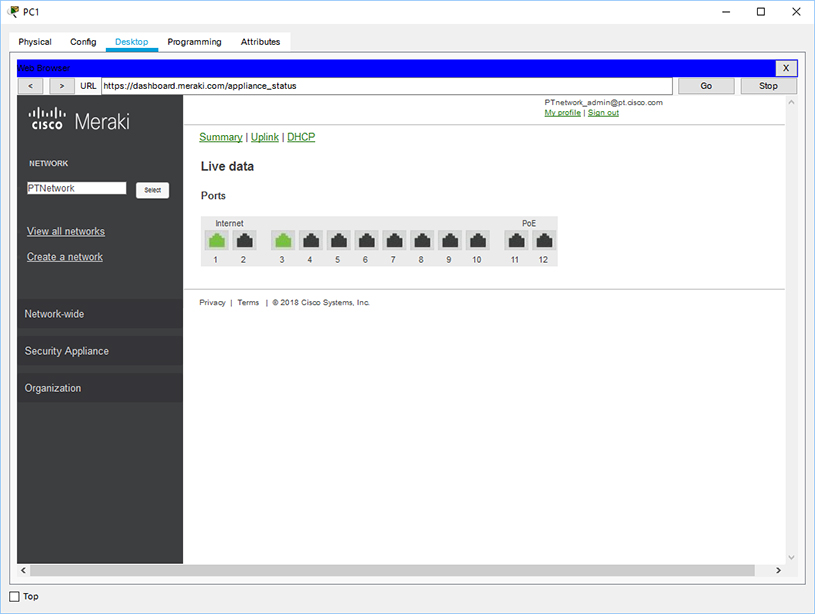 PC1
Physical Config Desktop Programming Attributes
Web Browser X
< > URL https://dashboard.meraki.com/appliance_status Go Stop
PTnetwork_admin@pt.cisco.com
My profile | Sign out
cisco Meraki
NETWORK
PTNetwork Select
View all networks
Create a network
Network-wide
Security Appliance
Organization
Summary | Uplink | DHCP
Live data
Ports
Internet PoE
1 2 3 4 5 6 7 8 9 10 11 12
Privacy | Terms | © 2018 Cisco Systems, Inc.
Top